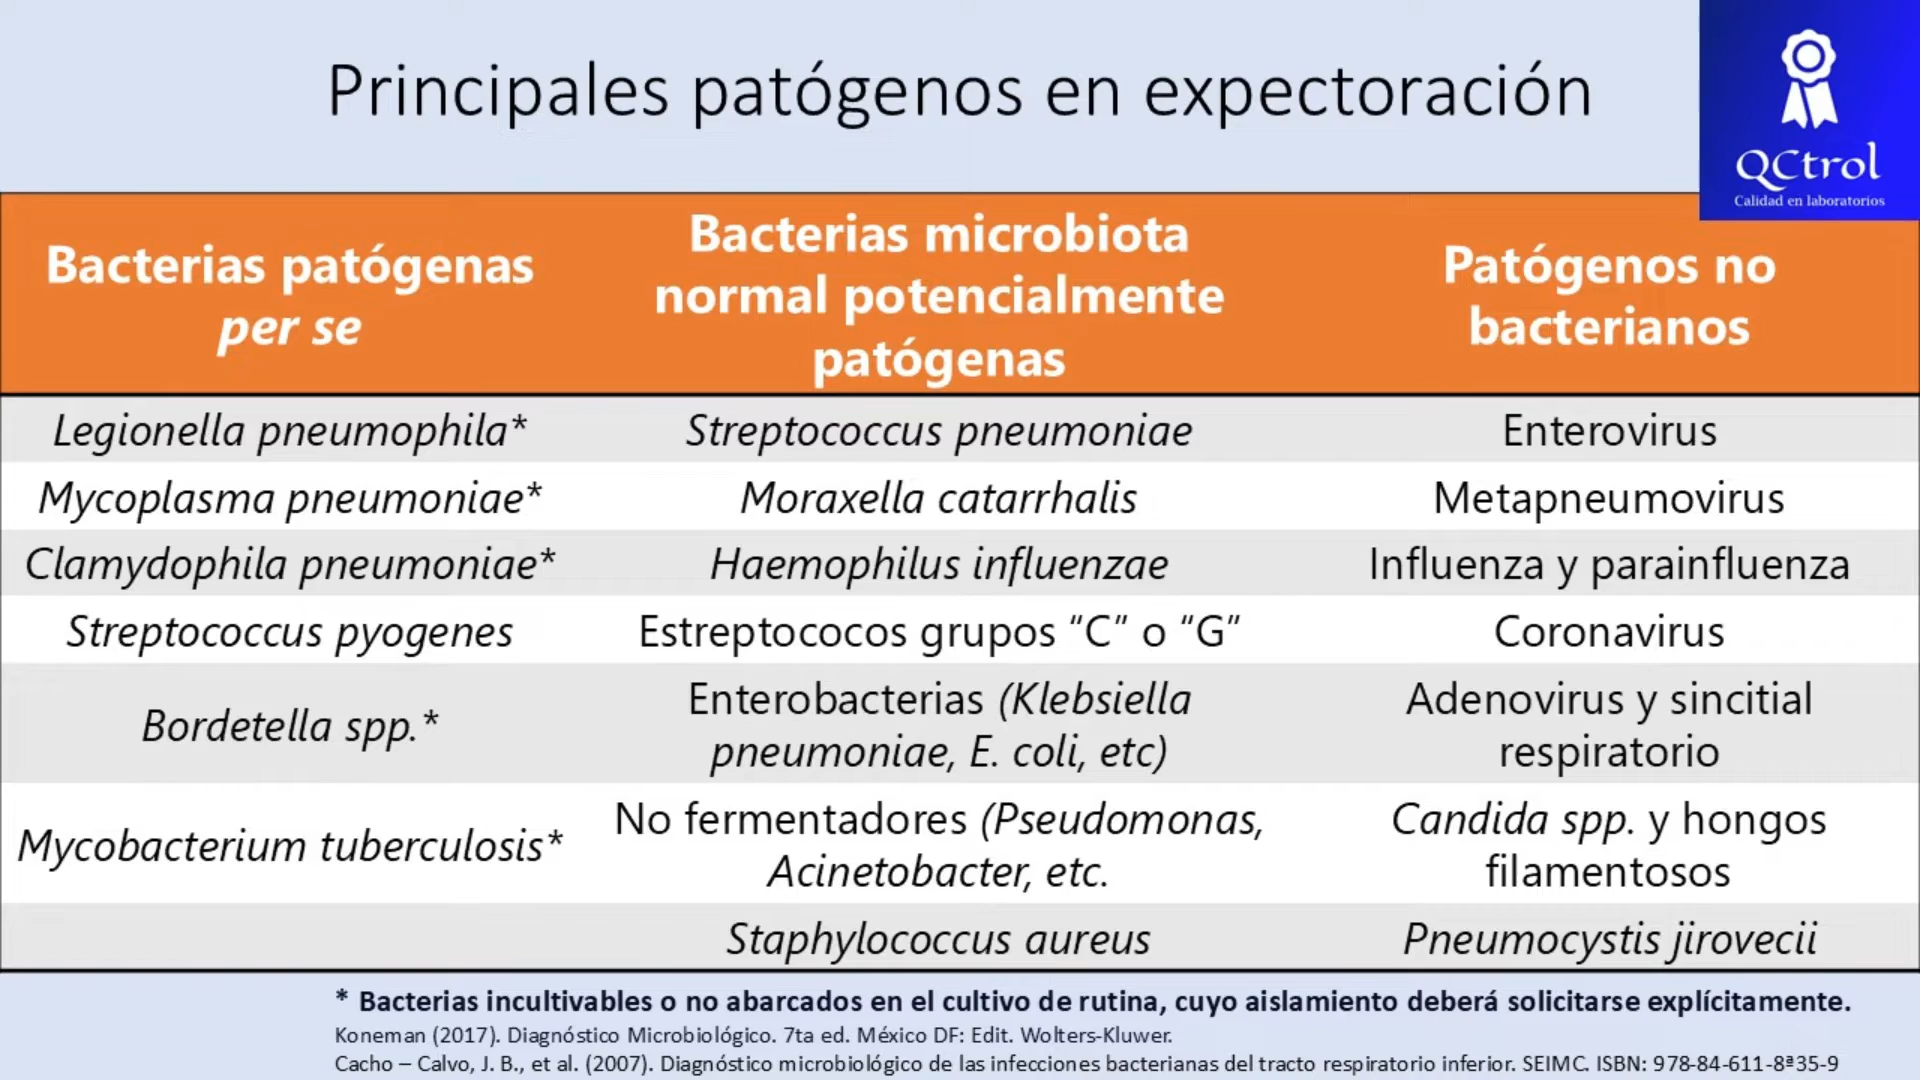 Principales patógenos en expectoración
QCtrol
Calidad en laboratorios
Bacterias patógenas
per se
Bacterias microbiota
normal potencialmente
patógenas
Patógenos no
bacterianos
Legionella pneumophila*
Streptococcus pneumoniae
Enterovirus
Mycoplasma pneumoniae*
Moraxella catarrhalis
Metapneumovirus
Clamydophila pneumoniae*
Haemophilus influenzae
Influenza y parainfluenza
Streptococcus pyogenes
Estreptococos grupos “C” o “G”
Coronavirus
Bordetella spp.*
Enterobacterias (Klebsiella
pneumoniae, E. coli, etc)
Adenovirus y sincitial
respiratorio
Mycobacterium tuberculosis*
No fermentadores (Pseudomonas,
Acinetobacter, etc.
Candida spp. y hongos
filamentosos
Staphylococcus aureus
Pneumocystis jirovecii
* Bacterias incultivables o no abarcados en el cultivo de rutina, cuyo aislamiento deberá solicitarse explícitamente.
Koneman (2017). Diagnóstico Microbiológico. 7ta ed. México DF: Edit. Wolters-Kluwer.
Cacho – Calvo, J. B., et al. (2007). Diagnóstico microbiológico de las infecciones bacterianas del tracto respiratorio inferior. SEIMC. ISBN: 978-84-611-8ª35-9